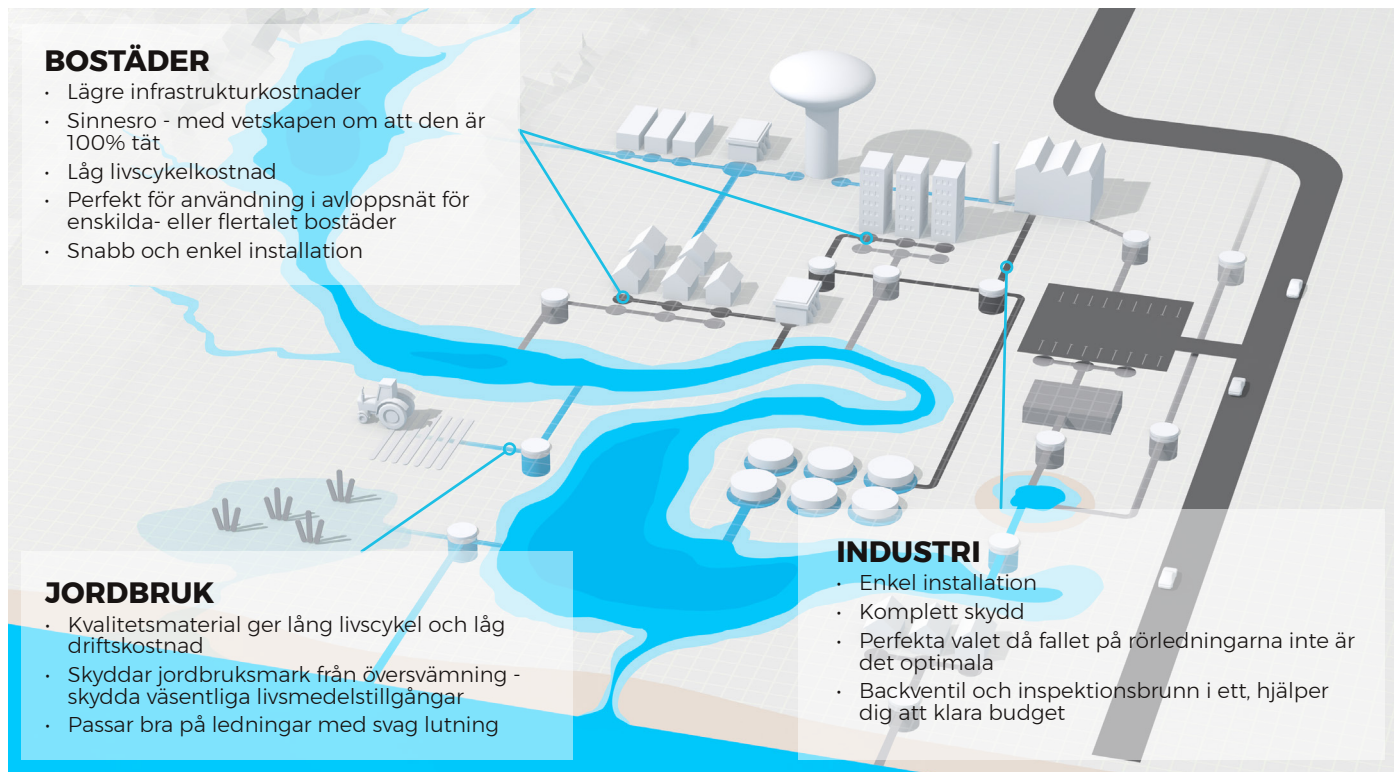 BOSTÄDER
· Lägre infrastrukturkostnader
· Sinnesro - med vetskapen om att den är
100% tät
· Låg livscykelkostnad
· Perfekt för användning i avloppsnät för
enskilda- eller flertalet bostäder
· Snabb och enkel installation
JORDBRUK
· Kvalitetsmaterial ger lång livscykel och låg
driftskostnad
· Skyddar jordbruksmark från översvämning -
skydda väsentliga livsmedelstillgångar
· Passar bra på ledningar med svag lutning
INDUSTRI
· Enkel installation
· Komplett skydd
· Perfekta valet då fallet på rörledningarna inte är
det optimala
· Backventil och inspektionsbrunn i ett, hjälper
dig att klara budget